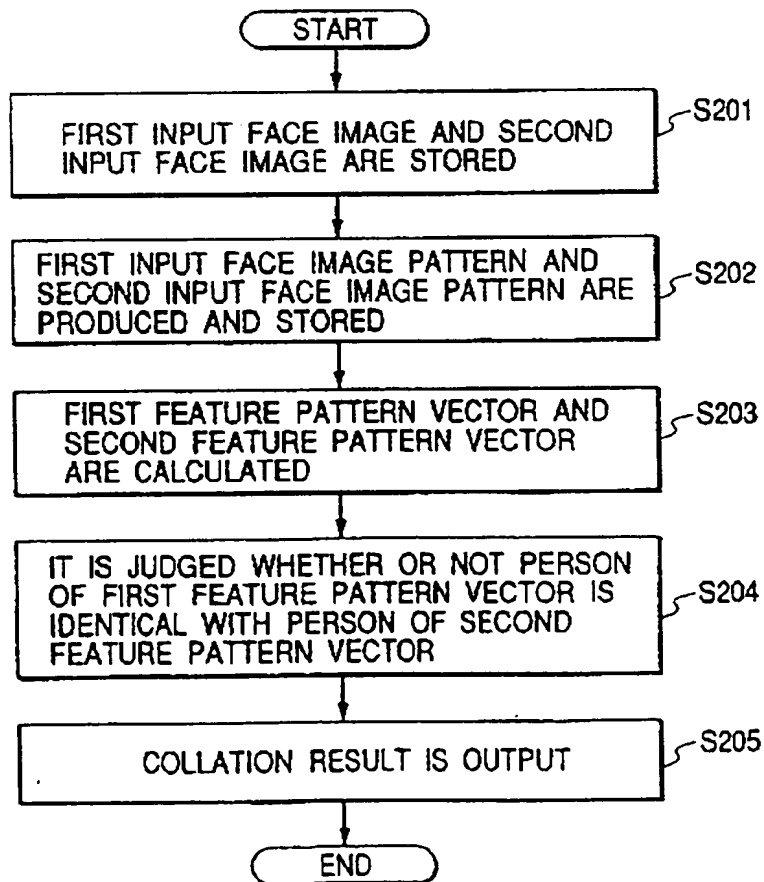 START
FIRST INPUT FACE IMAGE AND SECOND
INPUT FACE IMAGE ARE STORED
S201
FIRST INPUT FACE IMAGE PATTERN AND
SECOND INPUT FACE IMAGE PATTERN ARE
PRODUCED AND STORED
S202
FIRST FEATURE PATTERN VECTOR AND
SECOND FEATURE PATTERN VECTOR
ARE CALCULATED
S203
IT IS JUDGED WHETHER OR NOT PERSON
OF FIRST FEATURE PATTERN VECTOR IS
IDENTICAL WITH PERSON OF SECOND
FEATURE PATTERN VECTOR
S204
COLLATION RESULT IS OUTPUT
S205
END